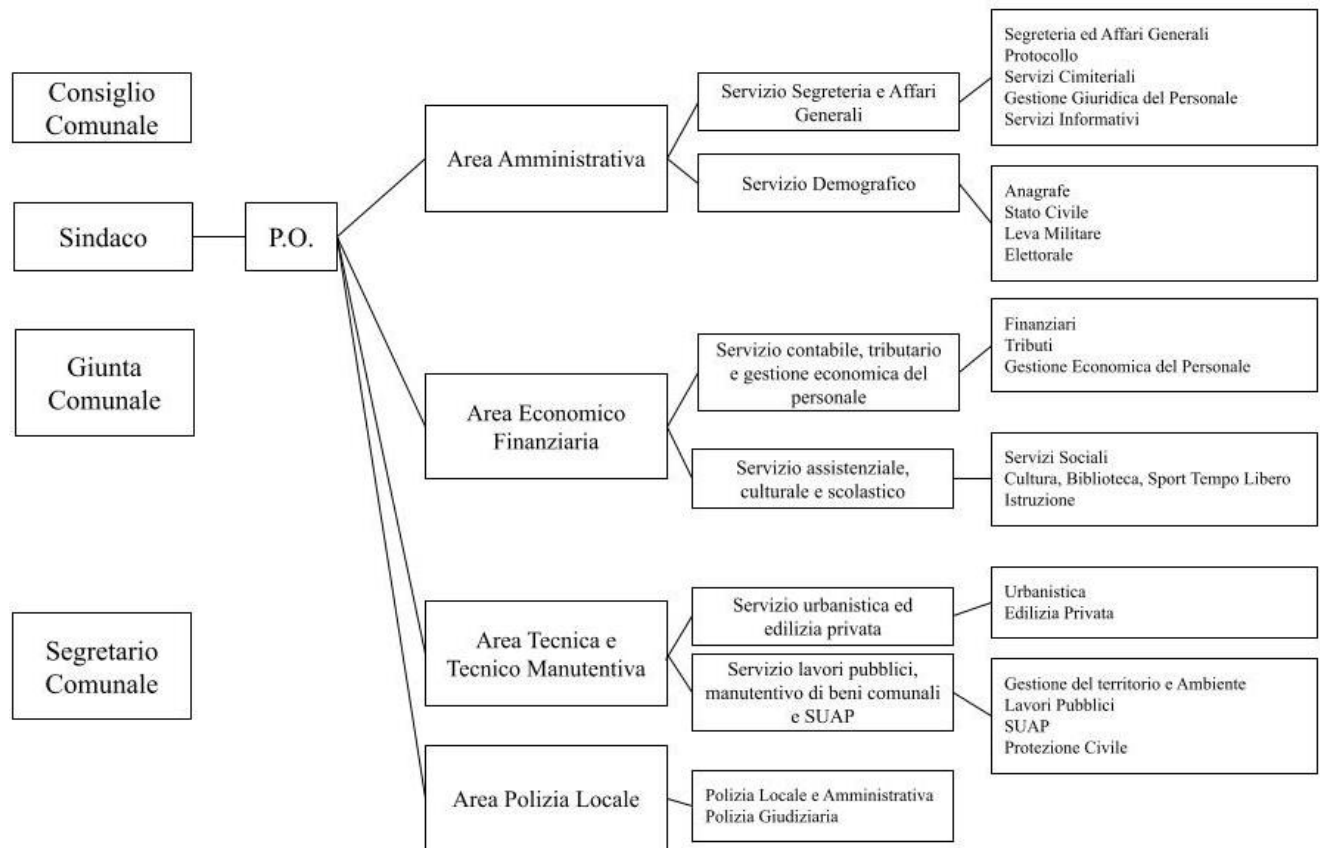 Consiglio
Comunale
Sindaco
P.O.
Giunta
Comunale
Segretario
Comunale
Area Amministrativa
Servizio Segreteria e Affari
Generali
Segreteria ed Affari Generali
Protocollo
Servizi Cimiteriali
Gestione Giuridica del Personale
Servizi Informativi
Servizio Demografico
Anagrafe
Stato Civile
Leva Militare
Elettorale
Area Economico
Finanziaria
Servizio contabile, tributario
e gestione economica del
personale
Finanziari
Tributi
Gestione Economica del Personale
Servizio assistenziale,
culturale e scolastico
Servizi Sociali
Cultura, Biblioteca, Sport Tempo Libero
Istruzione
Area Tecnica e
Tecnico Manutentiva
Servizio urbanistica ed
edilizia privata
Urbanistica
Edilizia Privata
Servizio lavori pubblici,
manutentivo di beni comunali
e SUAP
Gestione del territorio e Ambiente
Lavori Pubblici
SUAP
Protezione Civile
Area Polizia Locale
Polizia Locale e Amministrativa
Polizia Giudiziaria